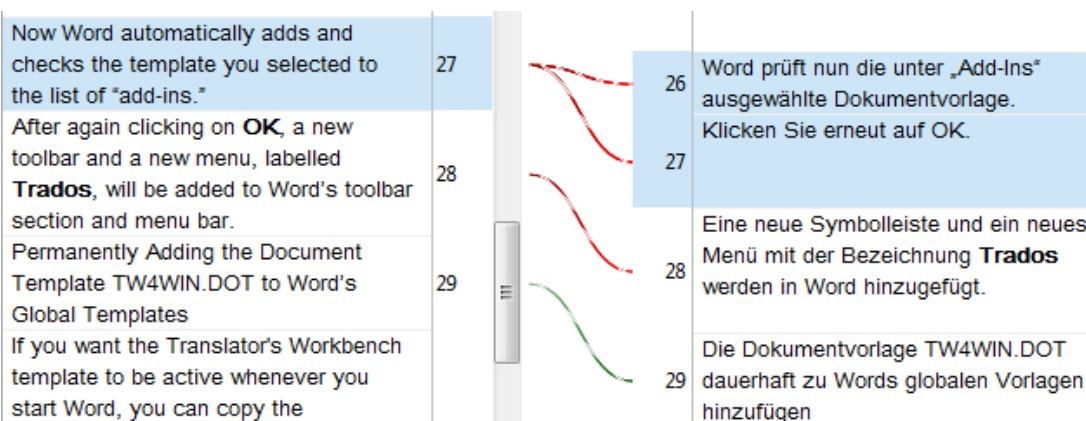 Now Word automatically adds and
checks the template you selected to
the list of “add-ins.”
27
After again clicking on OK, a new
toolbar and a new menu, labelled
Trados, will be added to Word’s toolbar
section and menu bar.
28
Permanently Adding the Document
Template TW4WIN.DOT to Word’s
Global Templates
29
If you want the Translator's Workbench
template to be active whenever you
start Word, you can copy the
26
Word prüft nun die unter „Add-Ins“
ausgewählte Dokumentvorlage.
27
Klicken Sie erneut auf OK.
28
Eine neue Symbolleiste und ein neues
Menü mit der Bezeichnung Trados
werden in Word hinzugefügt.
29
Die Dokumentvorlage TW4WIN.DOT
dauerhaft zu Words globalen Vorlagen
hinzufügen